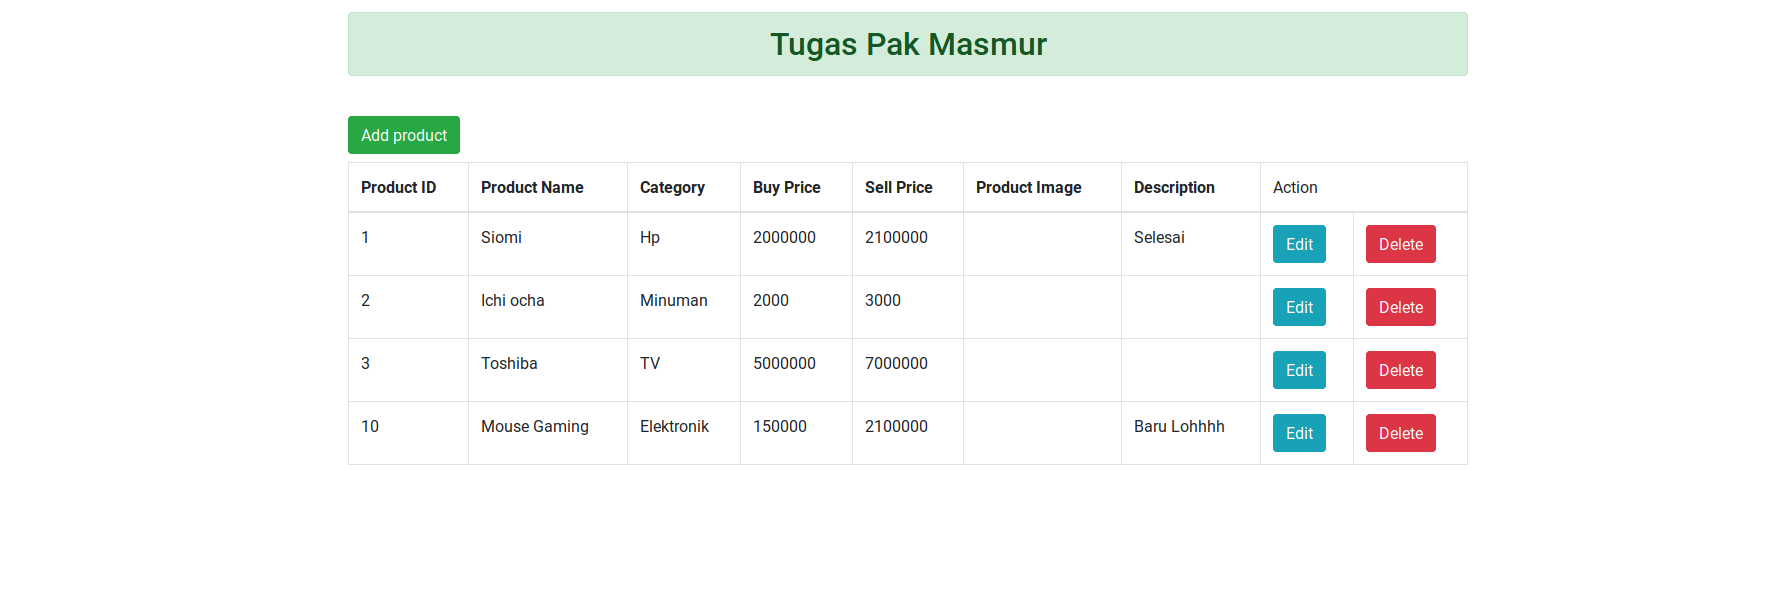 Tugas Pak Masmur
Add product
Product ID Product Name Category Buy Price Sell Price Product Image Description Action
1 Siomi Hp 2000000 2100000 Selesai Edit Delete
2 Ichi ocha Minuman 2000 3000 Edit Delete
3 Toshiba TV 5000000 7000000 Edit Delete
10 Mouse Gaming Elektronik 150000 2100000 Baru Lohhhh Edit Delete